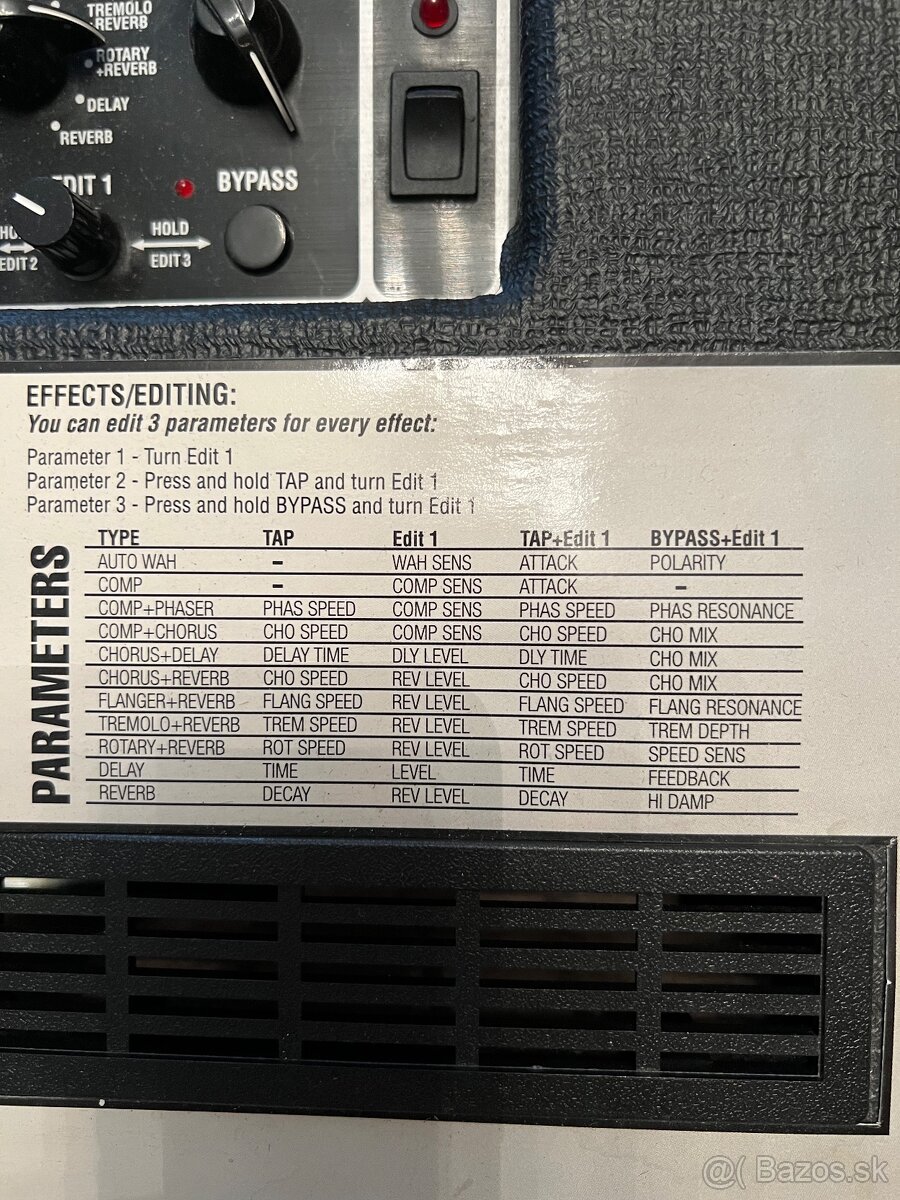 TREMOLO
+REVERB
ROTARY
+REVERB
DELAY
REVERB
EDIT 1
BYPASS
HOLD
EDIT2
HOLD
EDIT3
EFFECTS/EDITING:
You can edit 3 parameters for every effect:
Parameter 1 - Turn Edit 1
Parameter 2 - Press and hold TAP and turn Edit 1
Parameter 3 - Press and hold BYPASS and turn Edit 1
PARAMETERS
TYPE TAP Edit 1 TAP+Edit 1 BYPASS+Edit 1
AUTO WAH – WAH SENS ATTACK POLARITY
COMP – COMP SENS ATTACK –
COMP+PHASER PHAS SPEED COMP SENS PHAS SPEED PHAS RESONANCE
COMP+CHORUS CHO SPEED COMP SENS CHO SPEED CHO MIX
CHORUS+DELAY DELAY TIME DLY LEVEL DLY TIME CHO MIX
CHORUS+REVERB CHO SPEED REV LEVEL CHO SPEED CHO MIX
FLANGER+REVERB FLANG SPEED REV LEVEL FLANG SPEED FLANG RESONANCE
TREMOLO+REVERB TREM SPEED REV LEVEL TREM SPEED TREM DEPTH
ROTARY+REVERB ROT SPEED REV LEVEL ROT SPEED SPEED SENS
DELAY TIME LEVEL TIME FEEDBACK
REVERB DECAY REV LEVEL DECAY HI DAMP
@( Bazos.sk